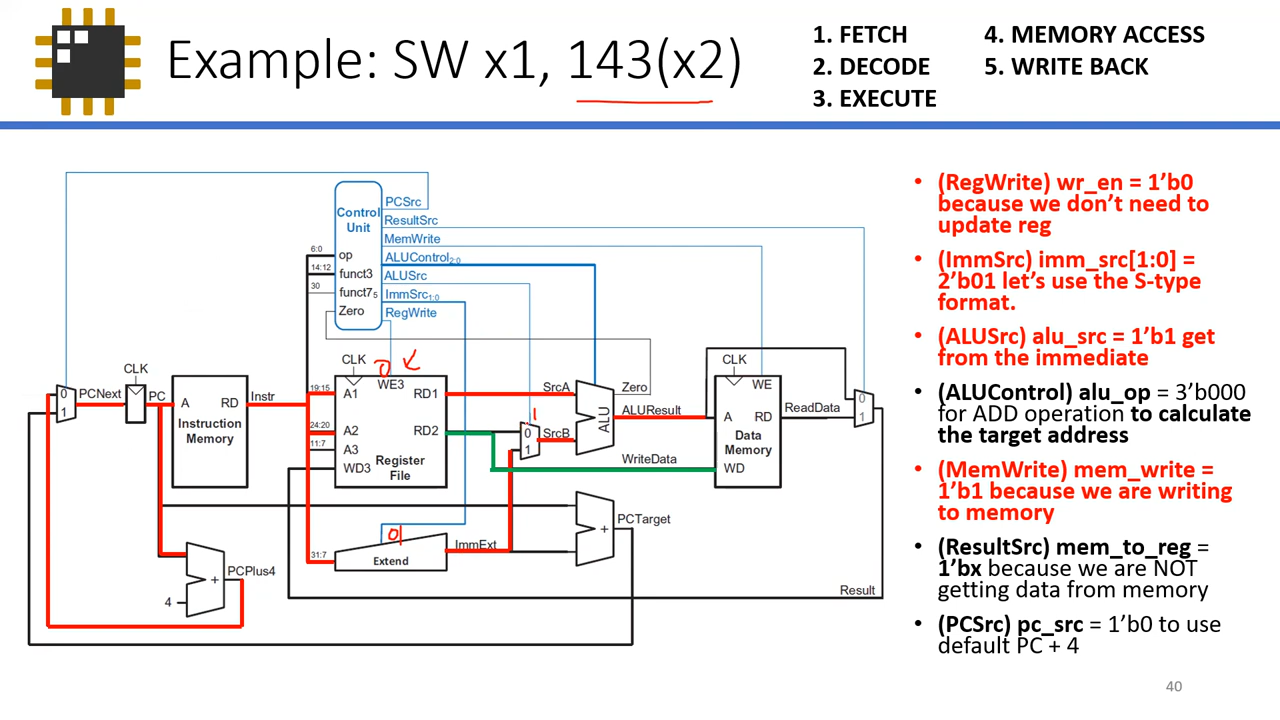 Example: SW x1, 143(x2)
1. FETCH
2. DECODE
3. EXECUTE
4. MEMORY ACCESS
5. WRITE BACK
Control
Unit
PCSrc
ResultSrc
MemWrite
ALUControl2:0
ALUSrc
ImmSrc1:0
RegWrite
6:0
op
14:12
funct3
30
funct75
Zero
0
1
PCNext
CLK
PC
A
RD
Instruction
Memory
Instr
CLK
0
WE3
19:15
A1
RD1
24:20
A2
RD2
11:7
A3
WD3
Register
File
31:7
01
Extend
ImmExt
SrcA
1
0
1
SrcB
ALU
Zero
ALUResult
WriteData
CLK
WE
A
RD
Data
Memory
WD
ReadData
0
1
+
PCTarget
+
PCPlus4
4
Result
• (RegWrite) wr_en = 1’b0
because we don’t need to
update reg
• (ImmSrc) imm_src[1:0] =
2’b01 let’s use the S-type
format.
• (ALUSrc) alu_src = 1’b1 get
from the immediate
• (ALUControl) alu_op = 3’b000
for ADD operation to calculate
the target address
• (MemWrite) mem_write =
1’b1 because we are writing
to memory
• (ResultSrc) mem_to_reg =
1’bx because we are NOT
getting data from memory
• (PCSrc) pc_src = 1’b0 to use
default PC + 4
40